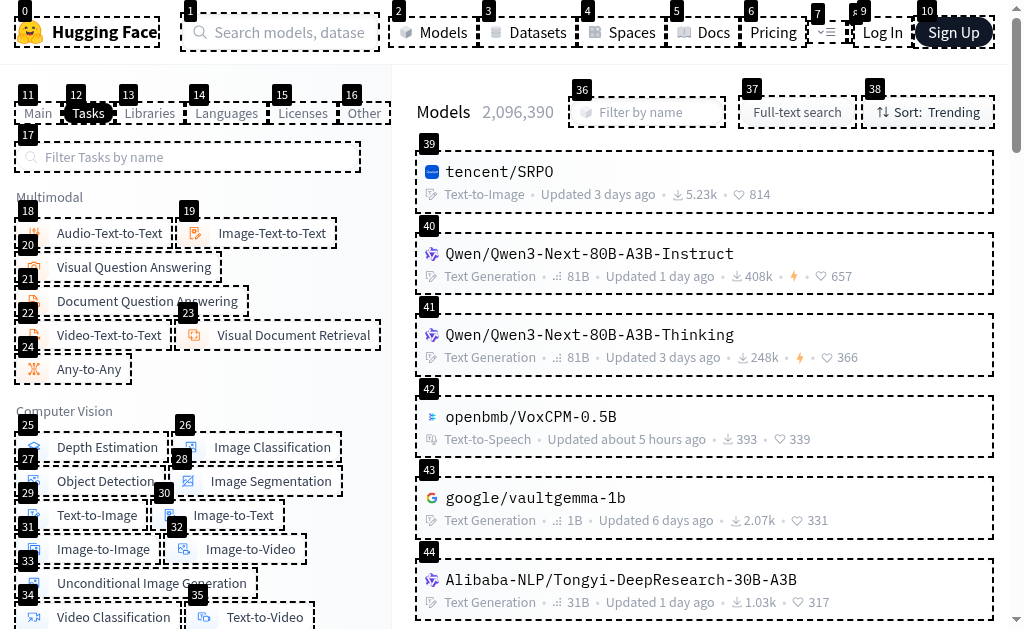 0 1 2 3 4 5 6 7 8 9 10
Hugging Face Search models, datase Models Datasets Spaces Docs Pricing Log In Sign Up
11 12 13 14 15 16
Main Tasks Libraries Languages Licenses Other
17
Filter Tasks by name
Multimodal
18 19
Audio-Text-to-Text Image-Text-to-Text
20
Visual Question Answering
21
Document Question Answering
22 23
Video-Text-to-Text Visual Document Retrieval
24
Any-to-Any
Computer Vision
25 26
Depth Estimation Image Classification
27 28
Object Detection Image Segmentation
29 30
Text-to-Image Image-to-Text
31 32
Image-to-Image Image-to-Video
33
Unconditional Image Generation
34 35
Video Classification Text-to-Video
36 37 38
Models 2,096,390 Filter by name Full-text search Sort: Trending
39
tencent/SRPO
Text-to-Image • Updated 3 days ago • 5.23k • 814
40
Qwen/Qwen3-Next-80B-A3B-Instruct
Text Generation • 81B • Updated 1 day ago • 408k • 657
41
Qwen/Qwen3-Next-80B-A3B-Thinking
Text Generation • 81B • Updated 3 days ago • 248k • 366
42
openbmb/VoxCPM-0.5B
Text-to-Speech • Updated about 5 hours ago • 393 • 339
43
google/vaultgemma-1b
Text Generation • 1B • Updated 6 days ago • 2.07k • 331
44
Alibaba-NLP/Tongyi-DeepResearch-30B-A3B
Text Generation • 31B • Updated 1 day ago • 1.03k • 317